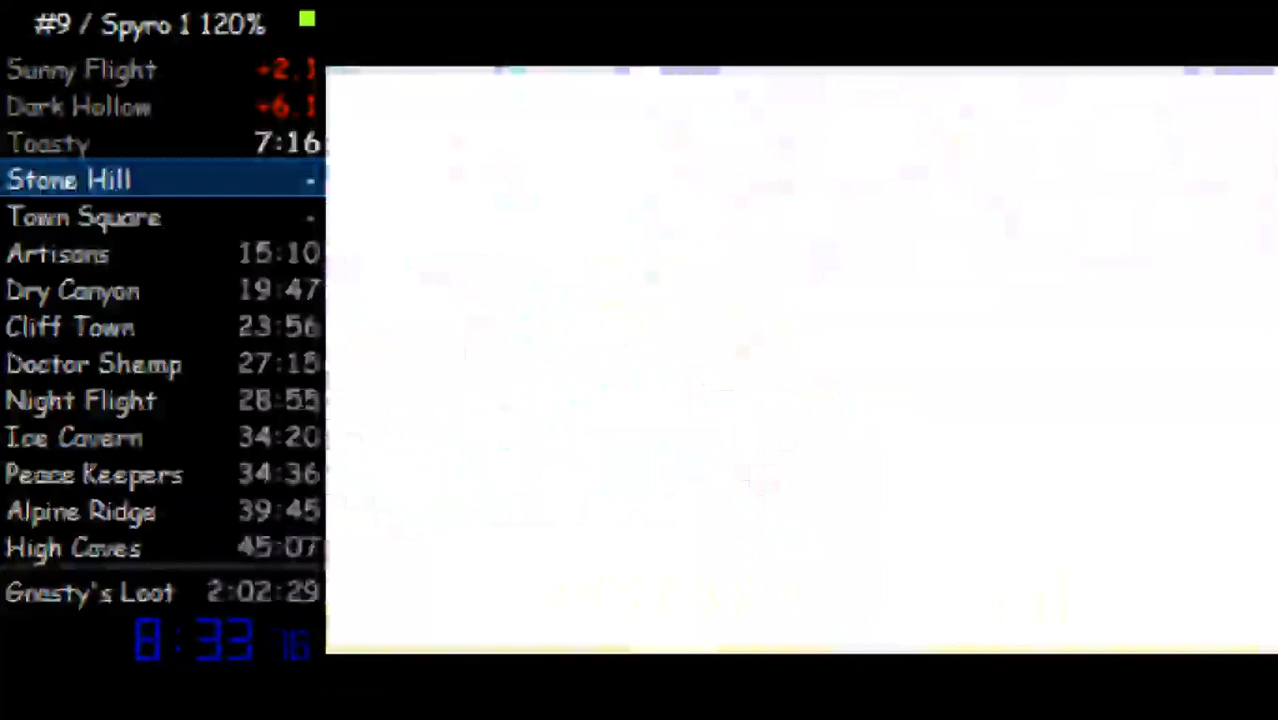 #9 / Spyro 1 120%
Sunny Flight +2.1
Dark Hollow +6.1
Toasty 7:16
Stone Hill -
Town Square -
Artisans 15:10
Dry Canyon 19:47
Cliff Town 23:56
Doctor Shemp 27:15
Night Flight 28:55
Ice Cavern 34:20
Peace Keepers 34:36
Alpine Ridge 39:45
High Caves 45:07
Gnasty's Loot 2:02:29
8:33 76